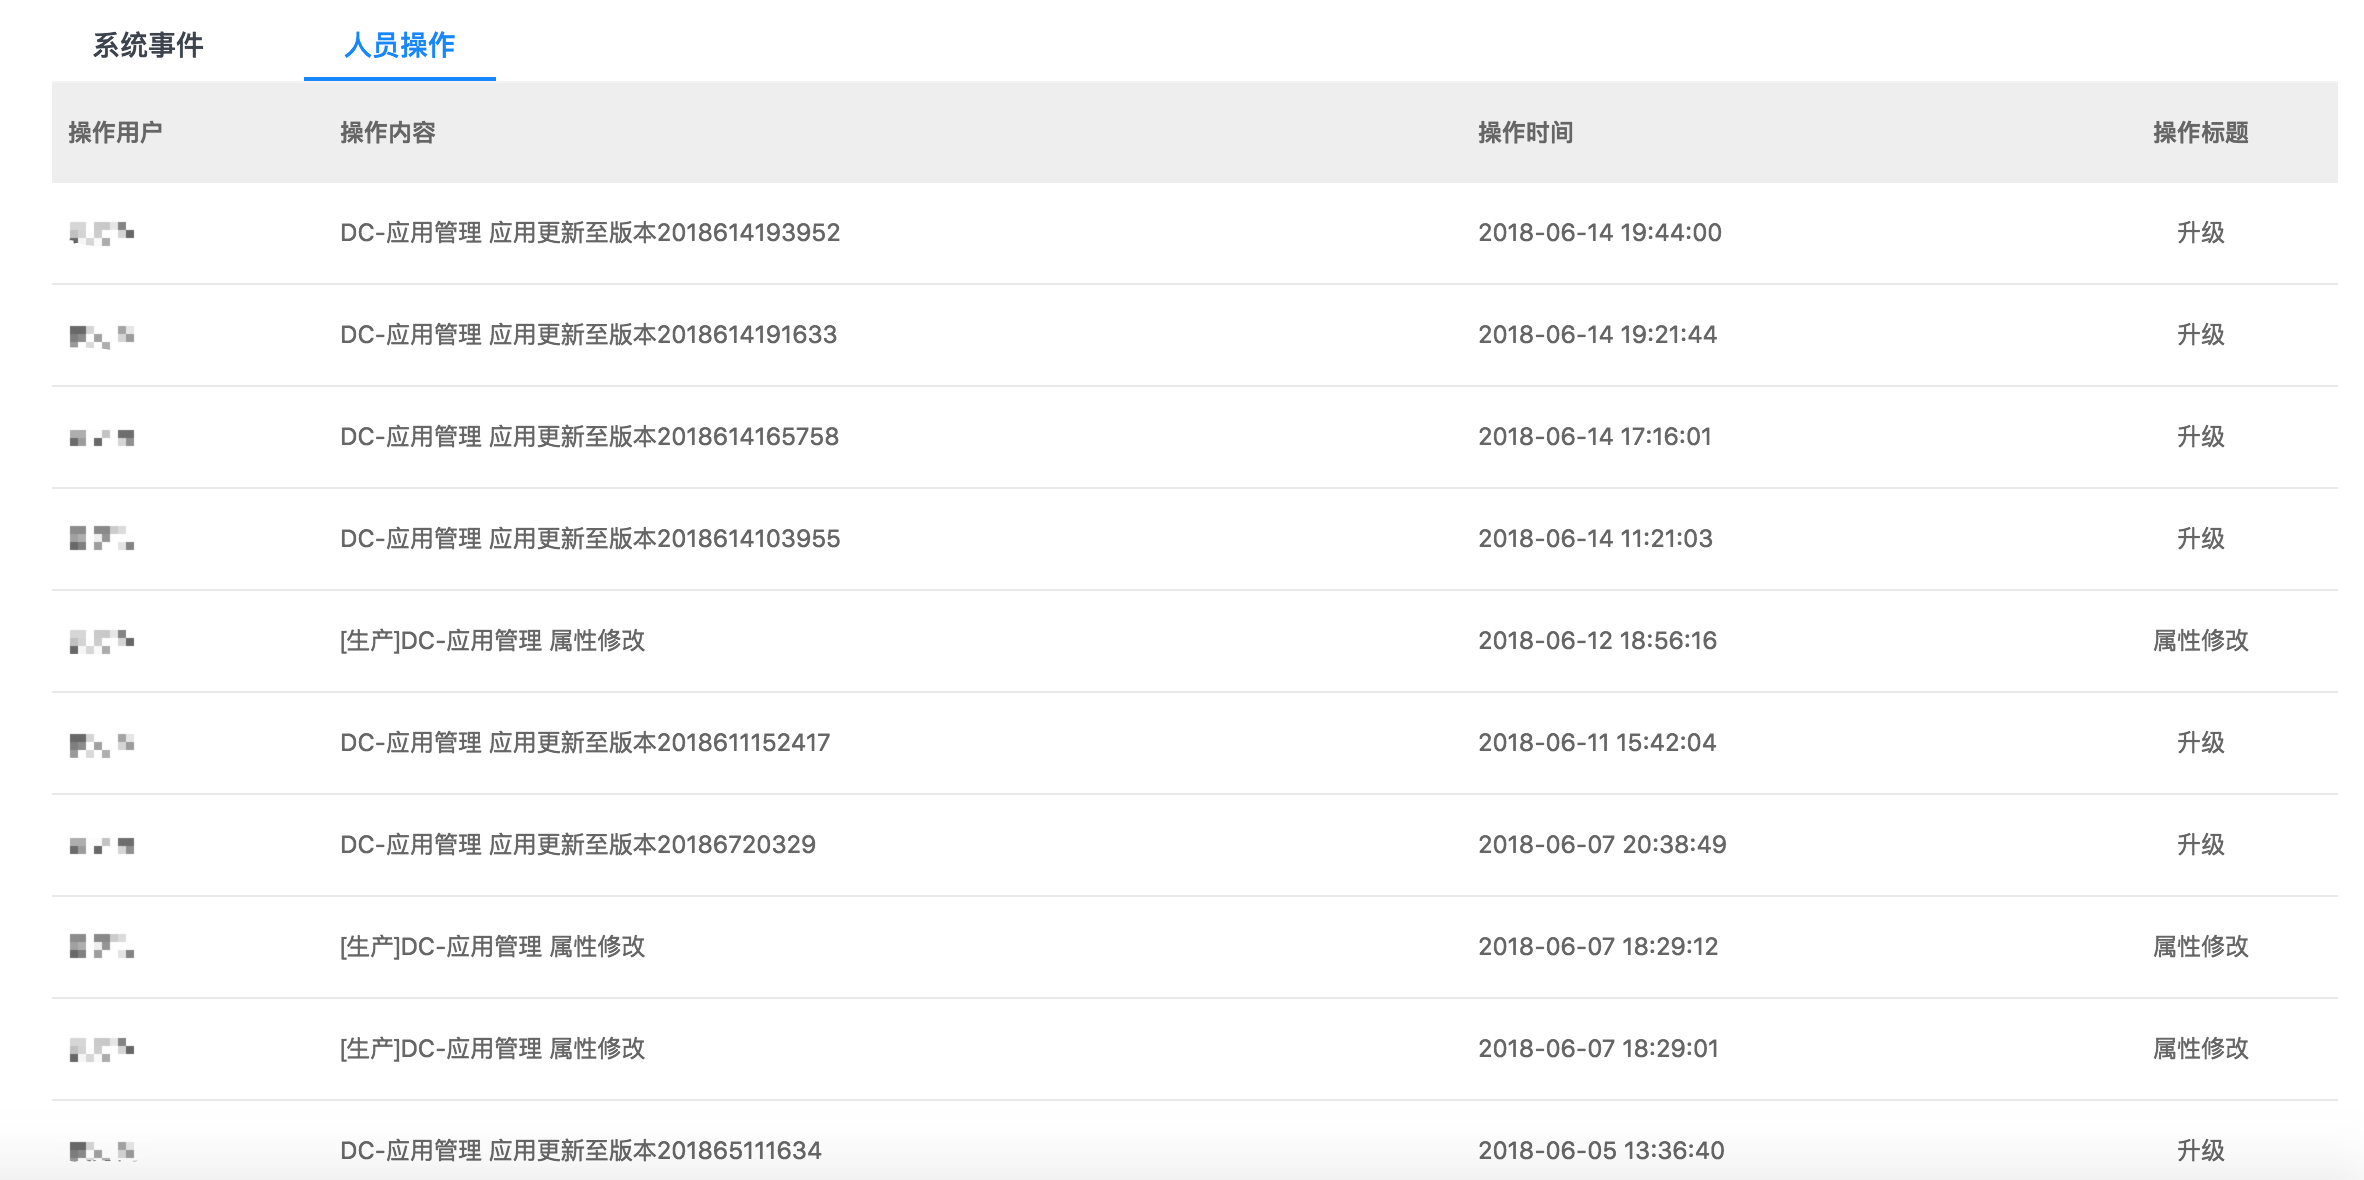 系统事件 人员操作
操作用户 操作内容 操作时间 操作标题
DC-应用管理 应用更新至版本2018614193952 2018-06-14 19:44:00 升级
DC-应用管理 应用更新至版本2018614191633 2018-06-14 19:21:44 升级
DC-应用管理 应用更新至版本2018614165758 2018-06-14 17:16:01 升级
DC-应用管理 应用更新至版本2018614103955 2018-06-14 11:21:03 升级
[生产]DC-应用管理 属性修改 2018-06-12 18:56:16 属性修改
DC-应用管理 应用更新至版本2018611152417 2018-06-11 15:42:04 升级
DC-应用管理 应用更新至版本20186720329 2018-06-07 20:38:49 升级
[生产]DC-应用管理 属性修改 2018-06-07 18:29:12 属性修改
[生产]DC-应用管理 属性修改 2018-06-07 18:29:01 属性修改
DC-应用管理 应用更新至版本201865111634 2018-06-05 13:36:40 升级